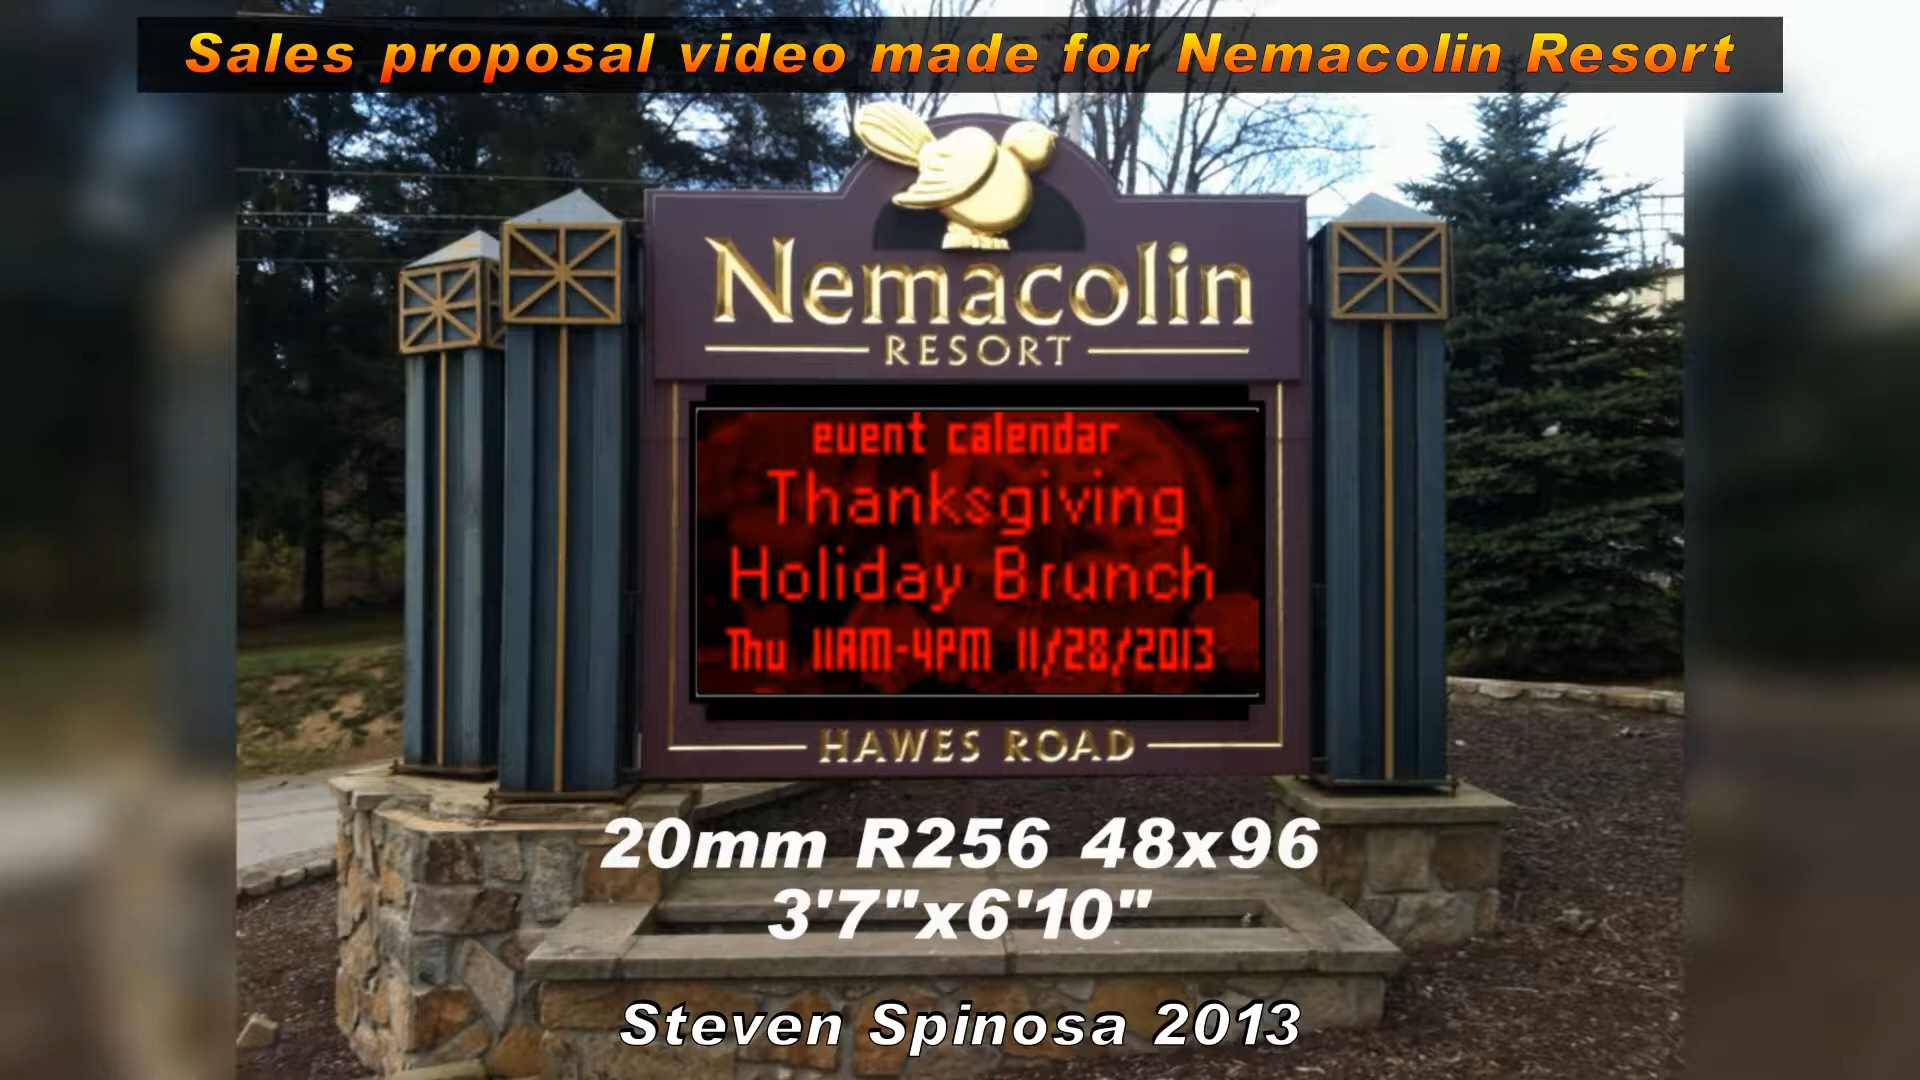 Sales proposal video made for Nemacolin Resort
Nemacolin
RESORT
event calendar
Thanksgiving
Holiday Brunch
Thu 11AM-4PM 11/28/2013
HAWES ROAD
20mm R256 48x96
3'7"x6'10"
Steven Spinosa 2013